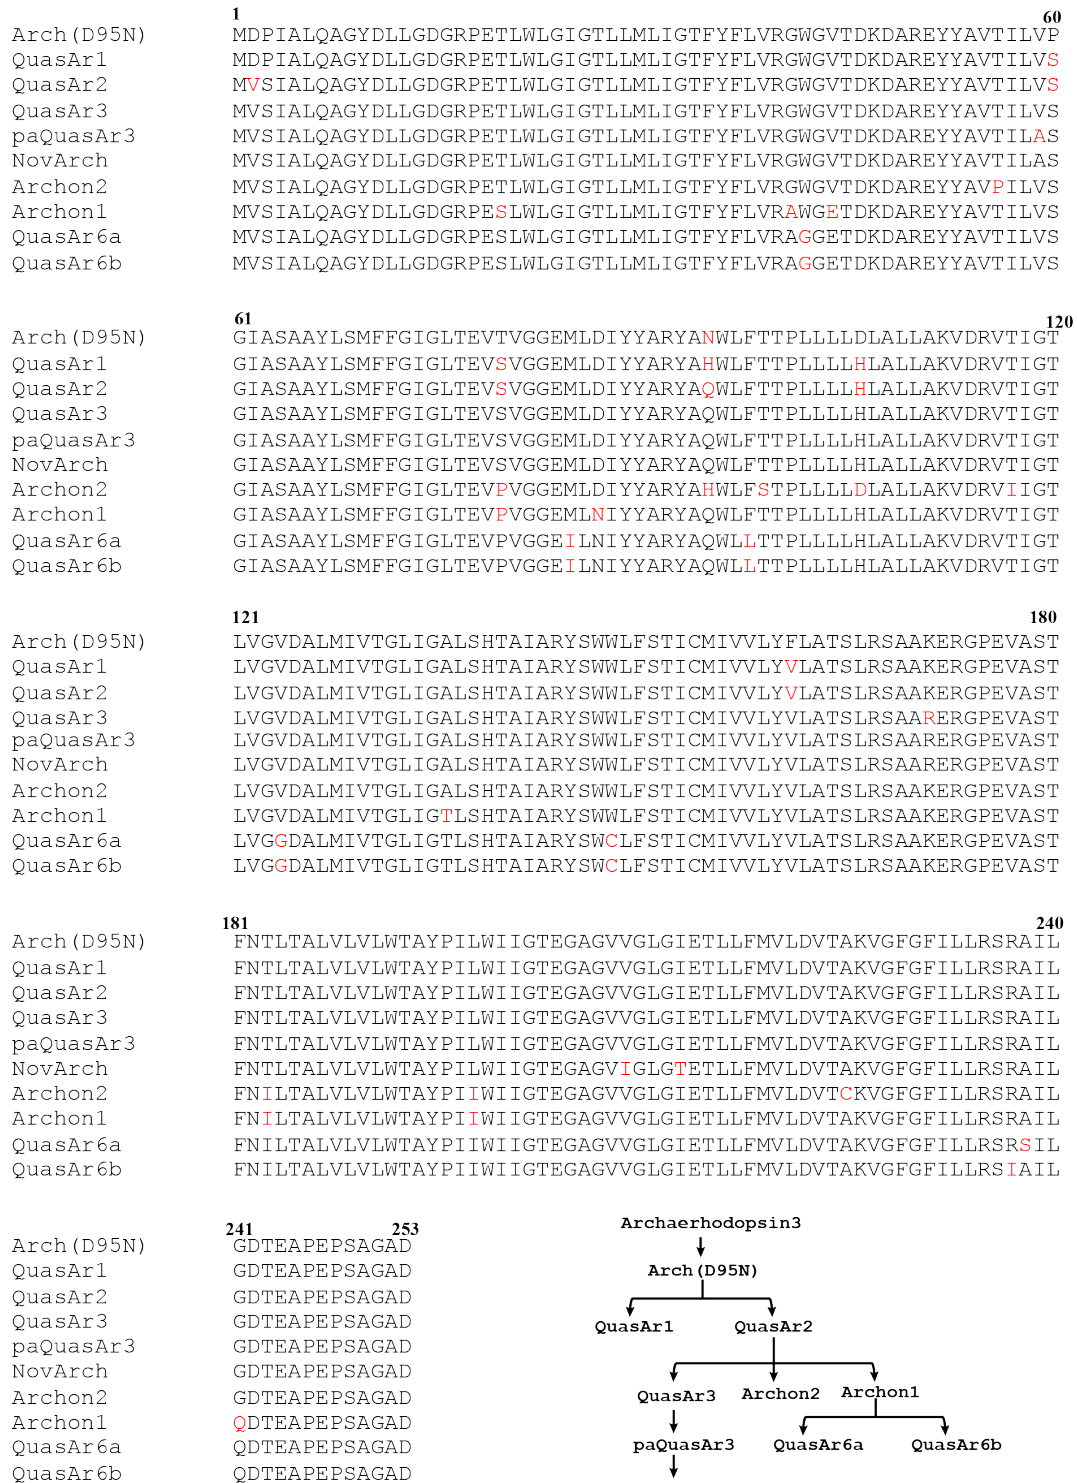 1 60
Arch(D95N) MDPIALQAGYDLLGDGRPETLWLGIGTLLMLIGTFYFLVRGWGVTDKDAREYYAVTILVP
QuasAr1 MDPIALQAGYDLLGDGRPETLWLGIGTLLMLIGTFYFLVRGWGVTDKDAREYYAVTILVS
QuasAr2 MVSIALQAGYDLLGDGRPETLWLGIGTLLMLIGTFYFLVRGWGVTDKDAREYYAVTILVS
QuasAr3 MVSIALQAGYDLLGDGRPETLWLGIGTLLMLIGTFYFLVRGWGVTDKDAREYYAVTILVS
paQuasAr3 MVSIALQAGYDLLGDGRPETLWLGIGTLLMLIGTFYFLVRGWGVTDKDAREYYAVTILAS
NovArch MVSIALQAGYDLLGDGRPETLWLGIGTLLMLIGTFYFLVRGWGVTDKDAREYYAVTILAS
Archon2 MVSIALQAGYDLLGDGRPETLWLGIGTLLMLIGTFYFLVRGWGVTDKDAREYYAVPILVS
Archon1 MVSIALQAGYDLLGDGRPESLWLGIGTLLMLIGTFYFLVRAWGETDKDAREYYAVTILVS
QuasAr6a MVSIALQAGYDLLGDGRPESLWLGIGTLLMLIGTFYFLVRAGGETDKDAREYYAVTILVS
QuasAr6b MVSIALQAGYDLLGDGRPESLWLGIGTLLMLIGTFYFLVRAGGETDKDAREYYAVTILVS
61 120
Arch(D95N) GIASAAYLSMFFGIGLTEVTVGGEMLDIYYARYANWLFTTPLLLLDLALLAKVDRVTIGT
QuasAr1 GIASAAYLSMFFGIGLTEVSVGGEMLDIYYARYAHWLFTTPLLLLHLALLAKVDRVTIGT
QuasAr2 GIASAAYLSMFFGIGLTEVSVGGEMLDIYYARYAQWLFTTPLLLLHLALLAKVDRVTIGT
QuasAr3 GIASAAYLSMFFGIGLTEVSVGGEMLDIYYARYAQWLFTTPLLLLHLALLAKVDRVTIGT
paQuasAr3 GIASAAYLSMFFGIGLTEVSVGGEMLDIYYARYAQWLFTTPLLLLHLALLAKVDRVTIGT
NovArch GIASAAYLSMFFGIGLTEVSVGGEMLDIYYARYAQWLFTTPLLLLHLALLAKVDRVTIGT
Archon2 GIASAAYLSMFFGIGLTEVPVGGEMLDIYYARYAHWLFSTPLLLLDLALLAKVDRVIIGT
Archon1 GIASAAYLSMFFGIGLTEVPVGGEMLNIYYARYAQWLFTTPLLLLHLALLAKVDRVTIGT
QuasAr6a GIASAAYLSMFFGIGLTEVPVGGEILNIYYARYAQWLLTTPLLLLHLALLAKVDRVTIGT
QuasAr6b GIASAAYLSMFFGIGLTEVPVGGEILNIYYARYAQWLLTTPLLLLHLALLAKVDRVTIGT
121 180
Arch(D95N) LVGVDALMIVTGLIGALSHTAIARYSWWLFSTICMIVVLYFLATSLRSAAKERGPEVAST
QuasAr1 LVGVDALMIVTGLIGALSHTAIARYSWWLFSTICMIVVLYVLATSLRSAAKERGPEVAST
QuasAr2 LVGVDALMIVTGLIGALSHTAIARYSWWLFSTICMIVVLYVLATSLRSAAKERGPEVAST
QuasAr3 LVGVDALMIVTGLIGALSHTAIARYSWWLFSTICMIVVLYVLATSLRSAARERGPEVAST
paQuasAr3 LVGVDALMIVTGLIGALSHTAIARYSWWLFSTICMIVVLYVLATSLRSAARERGPEVAST
NovArch LVGVDALMIVTGLIGALSHTAIARYSWWLFSTICMIVVLYVLATSLRSAARERGPEVAST
Archon2 LVGVDALMIVTGLIGALSHTAIARYSWWLFSTICMIVVLYVLATSLRSAAKERGPEVAST
Archon1 LVGVDALMIVTGLIGTLSHTAIARYSWWLFSTICMIVVLYVLATSLRSAAKERGPEVAST
QuasAr6a LVGGDALMIVTGLIGTLSHTAIARYSWCLFSTICMIVVLYVLATSLRSAAKERGPEVAST
QuasAr6b LVGGDALMIVTGLIGTLSHTAIARYSWCLFSTICMIVVLYVLATSLRSAAKERGPEVAST
181 240
Arch(D95N) FNTLTALVLVLWTAYPILWIIGTEGAGVVGLGIETLLFMVLDVTAKVGFGFILLRSRAIL
QuasAr1 FNTLTALVLVLWTAYPILWIIGTEGAGVVGLGIETLLFMVLDVTAKVGFGFILLRSRAIL
QuasAr2 FNTLTALVLVLWTAYPILWIIGTEGAGVVGLGIETLLFMVLDVTAKVGFGFILLRSRAIL
QuasAr3 FNTLTALVLVLWTAYPILWIIGTEGAGVVGLGIETLLFMVLDVTAKVGFGFILLRSRAIL
paQuasAr3 FNTLTALVLVLWTAYPILWIIGTEGAGVVGLGIETLLFMVLDVTAKVGFGFILLRSRAIL
NovArch FNTLTALVLVLWTAYPILWIIGTEGAGVIGLGTETLLFMVLDVTAKVGFGFILLRSRAIL
Archon2 FNILTALVLVLWTAYPIIWIIGTEGAGVVGLGIETLLFMVLDVTCKVGFGFILLRSRAIL
Archon1 FNILTALVLVLWTAYPIIWIIGTEGAGVVGLGIETLLFMVLDVTAKVGFGFILLRSRAIL
QuasAr6a FNILTALVLVLWTAYPIIWIIGTEGAGVVGLGIETLLFMVLDVTAKVGFGFILLRSRSIL
QuasAr6b FNILTALVLVLWTAYPIIWIIGTEGAGVVGLGIETLLFMVLDVTAKVGFGFILLRSIAIL
241 253
Arch(D95N) GDTEAPEPSAGAD
QuasAr1 GDTEAPEPSAGAD
QuasAr2 GDTEAPEPSAGAD
QuasAr3 GDTEAPEPSAGAD
paQuasAr3 GDTEAPEPSAGAD
NovArch GDTEAPEPSAGAD
Archon2 GDTEAPEPSAGAD
Archon1 QDTEAPEPSAGAD
QuasAr6a QDTEAPEPSAGAD
QuasAr6b QDTEAPEPSAGAD
Archaerhodopsin3
Arch(D95N)
QuasAr1 QuasAr2
QuasAr3 Archon2 Archon1
paQuasAr3 QuasAr6a QuasAr6b